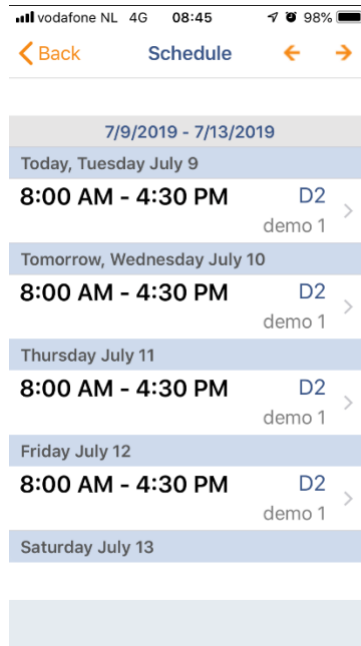 vodafone NL 4G 08:45 98%
Back Schedule
7/9/2019 - 7/13/2019
Today, Tuesday July 9
8:00 AM - 4:30 PM D2
demo 1
Tomorrow, Wednesday July 10
8:00 AM - 4:30 PM D2
demo 1
Thursday July 11
8:00 AM - 4:30 PM D2
demo 1
Friday July 12
8:00 AM - 4:30 PM D2
demo 1
Saturday July 13